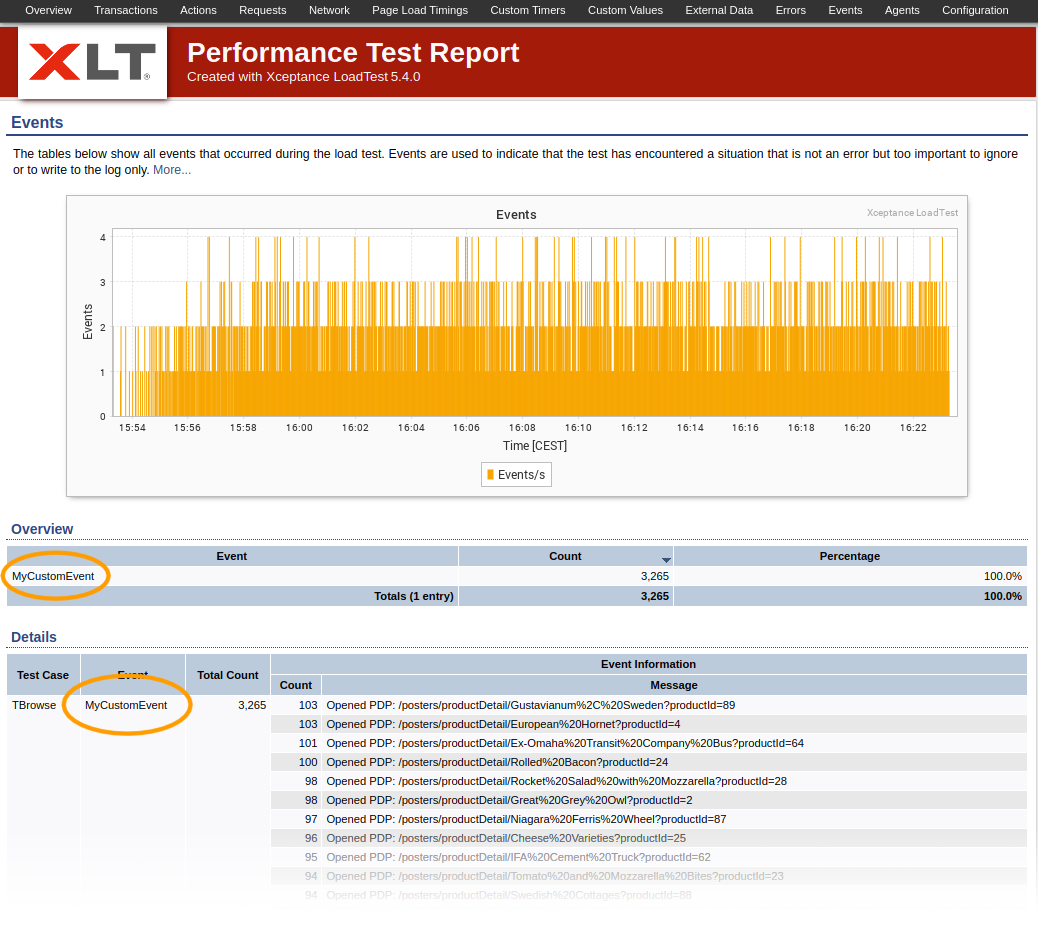 Overview Transactions Actions Requests Network Page Load Timings Custom Timers Custom Values External Data Errors Events Agents Configuration
XLT®
Performance Test Report
Created with Xceptance LoadTest 5.4.0
Events
The tables below show all events that occurred during the load test. Events are used to indicate that the test has encountered a situation that is not an error but too important to ignore
or to write to the log only. More...
Events
Xceptance LoadTest
Events
4
3
2
1
0
15:54 15:56 15:58 16:00 16:02 16:04 16:06 16:08 16:10 16:12 16:14 16:16 16:18 16:20 16:22
Time [CEST]
Events/s
Overview
Event Count Percentage
MyCustomEvent 3,265 100.0%
Totals (1 entry) 3,265 100.0%
Details
Test Case Event Total Count Event Information
Count Message
TBrowse MyCustomEvent 3,265 103 Opened PDP: /posters/productDetail/Gustavianum%2C%20Sweden?productId=89
103 Opened PDP: /posters/productDetail/European%20Hornet?productId=4
101 Opened PDP: /posters/productDetail/Ex-Omaha%20Transit%20Company%20Bus?productId=64
100 Opened PDP: /posters/productDetail/Rolled%20Bacon?productId=24
98 Opened PDP: /posters/productDetail/Rocket%20Salad%20with%20Mozzarella?productId=28
98 Opened PDP: /posters/productDetail/Great%20Grey%20Owl?productId=2
97 Opened PDP: /posters/productDetail/Niagara%20Ferris%20Wheel?productId=87
96 Opened PDP: /posters/productDetail/Cheese%20Varieties?productId=25
95 Opened PDP: /posters/productDetail/IFA%20Cement%20Truck?productId=62
94 Opened PDP: /posters/productDetail/Tomato%20and%20Mozzarella%20Bites?productId=23
94 Opened PDP: /posters/productDetail/Swedish%20Cottages?productId=88